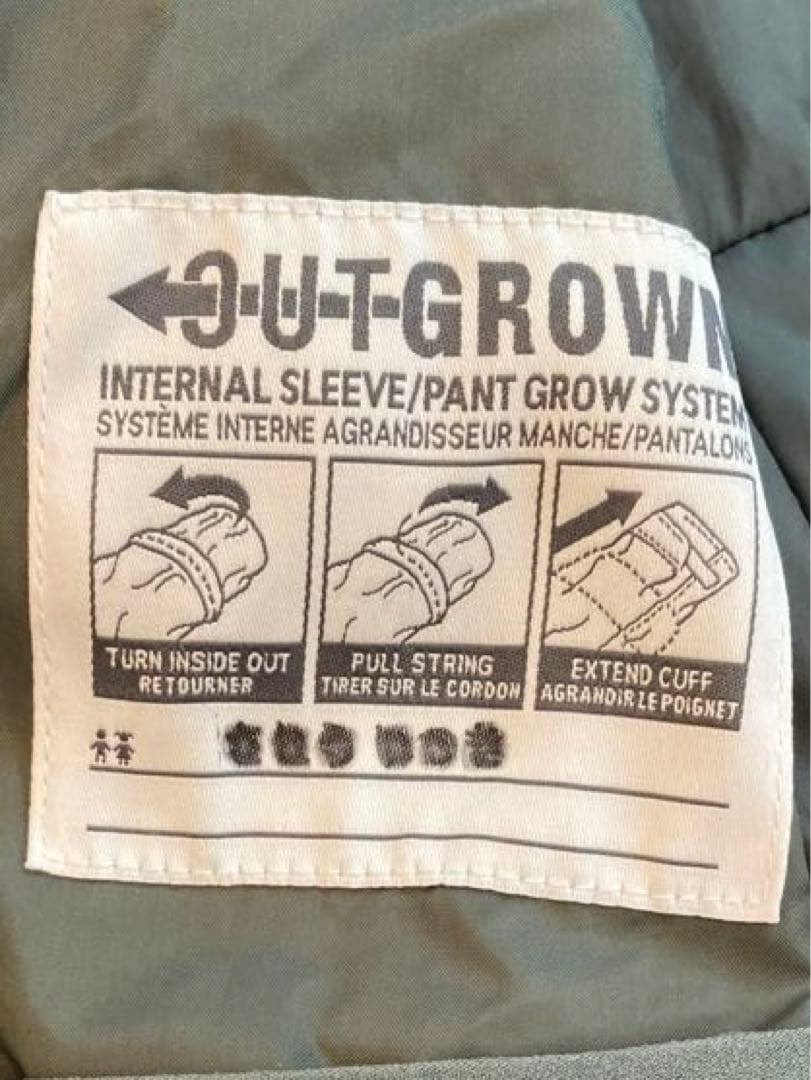 OUTGROWN
INTERNAL SLEEVE/PANT GROW SYSTEM
SYSTÈME INTERNE AGRANDISSEUR MANCHE/PANTALONS
TURN INSIDE OUT
RETOURNER
PULL STRING
TIRER SUR LE CORDON
EXTEND CUFF
AGRANDIR LE POIGNET